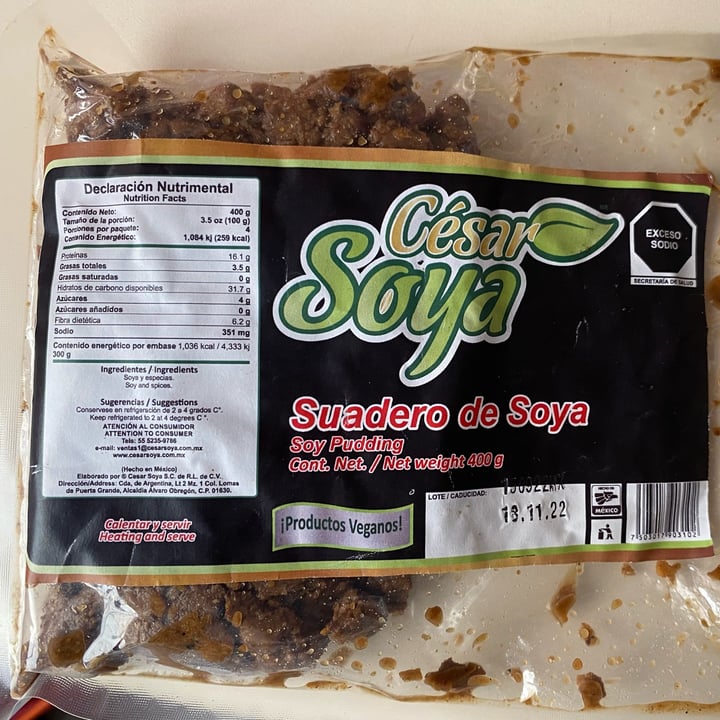 Declaración Nutrimental
Nutrition Facts
Contenido Neto: 400 g
Tamaño de la porción: 3.5 oz (100 g)
Porciones por paquete: 4
Contenido Energético: 1,084 kj (259 kcal)
Proteínas 16.1 g
Grasas totales 3.5 g
Grasas saturadas 0 g
Hidratos de carbono disponibles 31.7 g
Azúcares 4 g
Azúcares añadidos 0 g
Fibra dietética 6.2 g
Sodio 351 mg
Contenido energético por embase 1,036 kcal / 4,333 kj
300 g
Ingredientes / Ingredients
Soya y especias.
Soy and spices.
Sugerencias / Suggestions
Conservese en refrigerción de 2 a 4 grados C°.
Keep refrigerated to 2 at 4 degrees C°.
ATENCIÓN AL CONSUMIDOR
ATTENTION TO CONSUMER
Tels: 55 5235-9786
e-mail: ventas1@cesarsoya.com.mx
www.cesarsoya.com.mx
(Hecho en México)
Elaborado por ® Cesar Soya S.C. de R.L. de C.V.
Dirección/Address: Cda, de Argentina, Lt 2 Mz. 1 Col. Lomas
de Puerta Grande, Alcaldía Álvaro Obregón, C.P. 01630.
Calentar y servir
Heating and serve
César
Soya
EXCESO
SODIO
SECRETARÍA DE SALUD
Suadero de Soya
Soy Pudding
Cont. Net. / Net weight 400 g
¡Productos Veganos!
LOTE / CADUCIDAD:
18.11.22
HECHO EN
MÉXICO
7 503017 903102